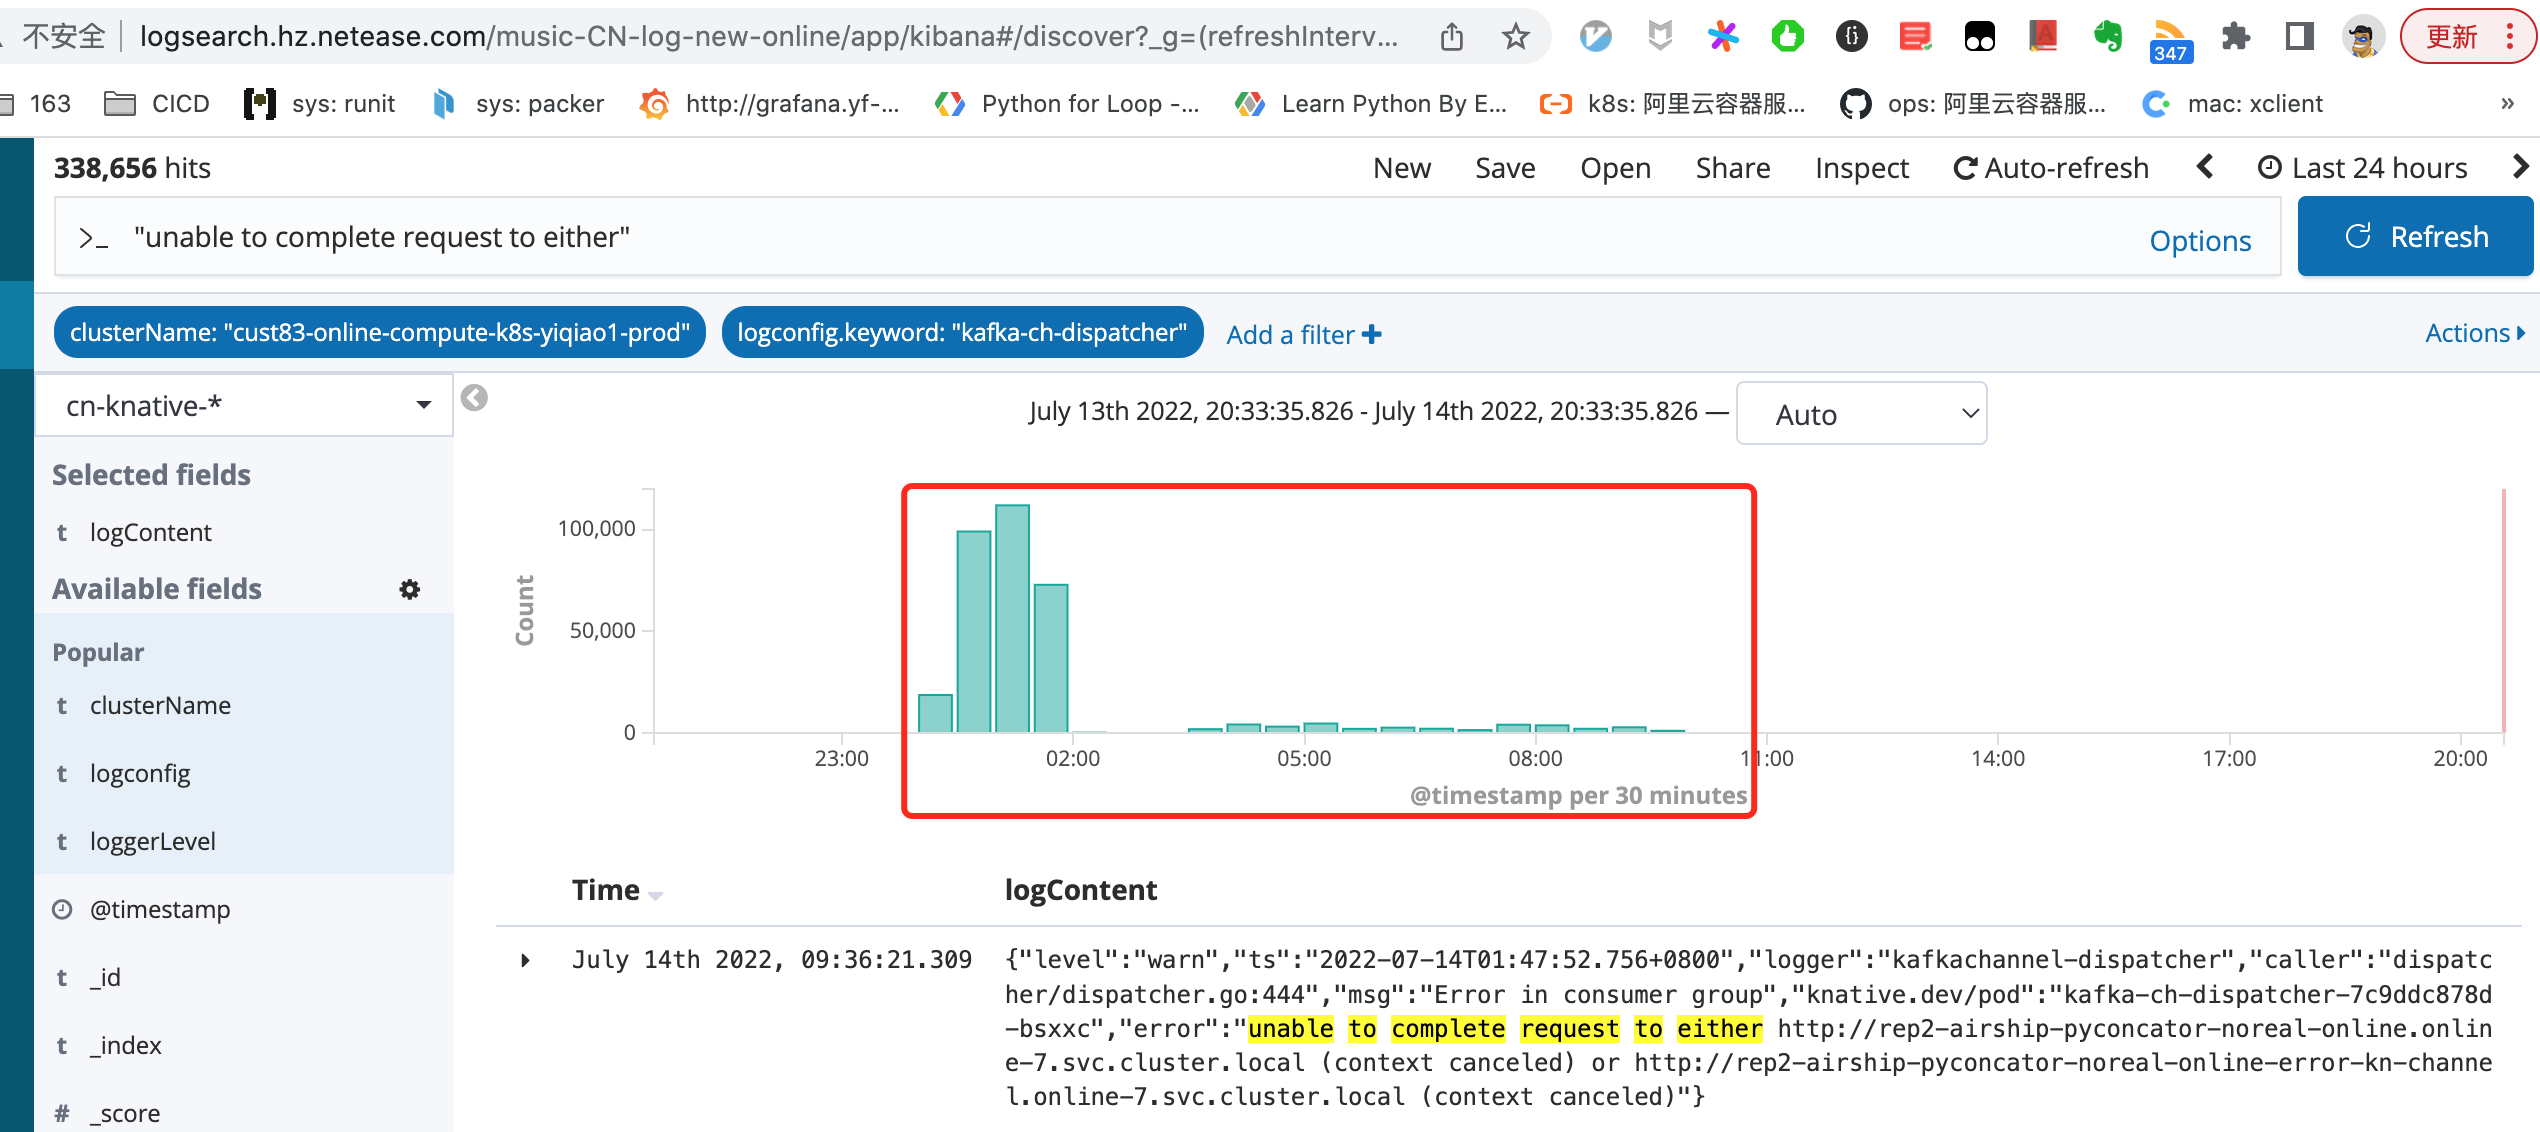 不安全 logsearch.hz.netease.com/music-CN-log-new-online/app/kibana#/discover?_g=(refreshInterv...
347
更新
163 CICD sys: runit sys: packer http://grafana.yf-... Python for Loop -... Learn Python By E... k8s: 阿里云容器服... ops: 阿里云容器服... mac: xclient »
338,656 hits
New Save Open Share Inspect Auto-refresh Last 24 hours
>_ "unable to complete request to either" Options Refresh
clusterName: "cust83-online-compute-k8s-yiqiao1-prod" logconfig.keyword: "kafka-ch-dispatcher" Add a filter + Actions
cn-knative-*
July 13th 2022, 20:33:35.826 - July 14th 2022, 20:33:35.826 — Auto
Selected fields
t logContent
Available fields
Popular
t clusterName
t logconfig
t loggerLevel
@timestamp
t _id
t _index
# _score
Count
100,000
50,000
0
23:00 02:00 05:00 08:00 11:00 14:00 17:00 20:00
@timestamp per 30 minutes
Time logContent
July 14th 2022, 09:36:21.309 {"level":"warn","ts":"2022-07-14T01:47:52.756+0800","logger":"kafkachannel-dispatcher","caller":"dispatc
her/dispatcher.go:444","msg":"Error in consumer group","knative.dev/pod":"kafka-ch-dispatcher-7c9ddc878d
-bsxxc","error":"unable to complete request to either http://rep2-airship-pyconcator-noreal-online.onlin
e-7.svc.cluster.local (context canceled) or http://rep2-airship-pyconcator-noreal-online-error-kn-channe
l.online-7.svc.cluster.local (context canceled)"}